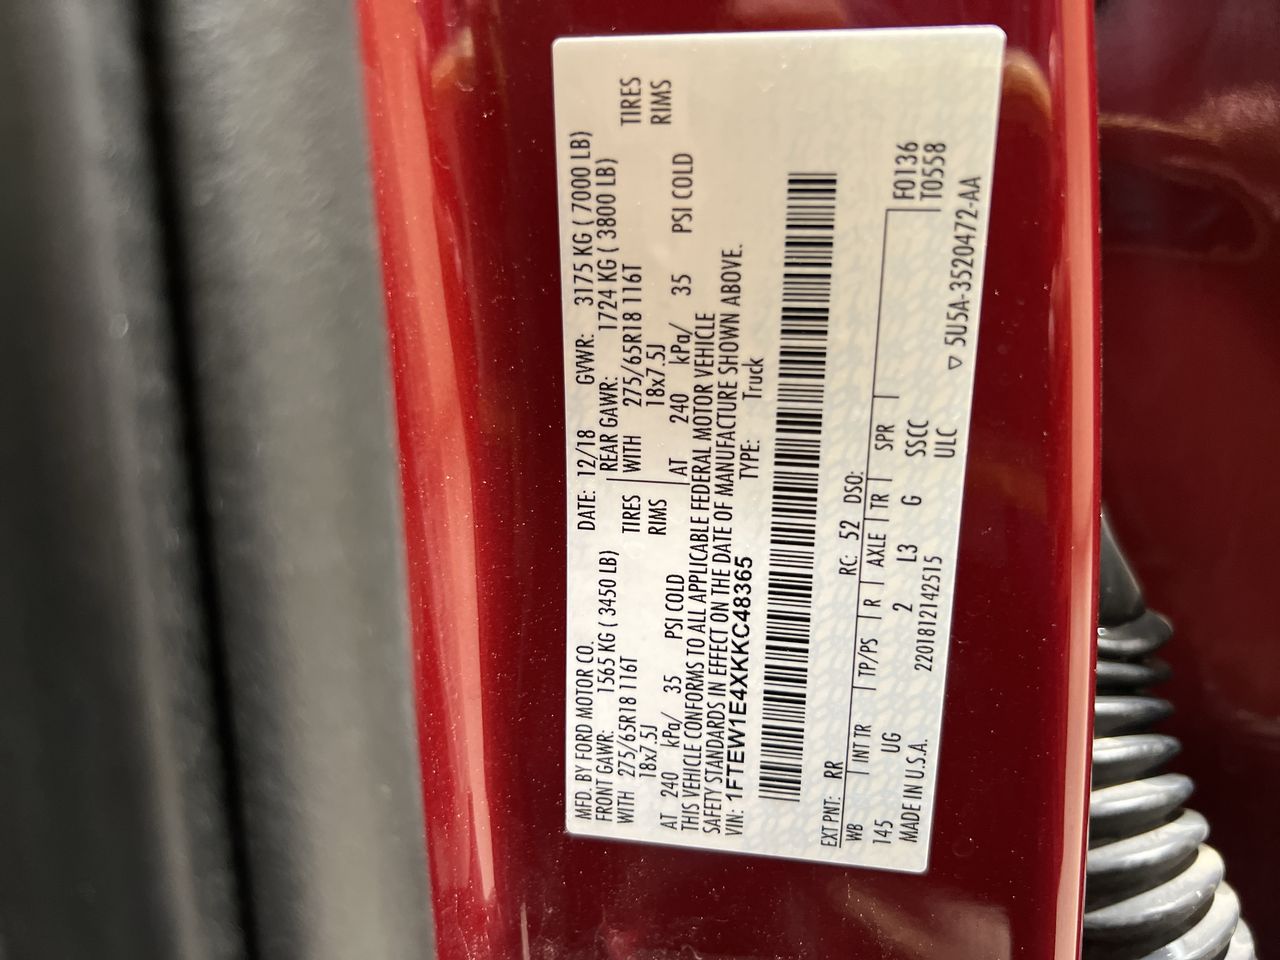 MFD. BY FORD MOTOR CO. DATE: 12/18 GVWR: 3175 KG ( 7000 LB)
FRONT GAWR: 1565 KG ( 3450 LB) REAR GAWR: 1724 KG ( 3800 LB)
WITH 275/65R18 116T TIRES WITH 275/65R18 116T TIRES
18x7.5J RIMS 18x7.5J RIMS
AT 240 kPa/ 35 PSI COLD AT 240 kPa/ 35 PSI COLD
THIS VEHICLE CONFORMS TO ALL APPLICABLE FEDERAL MOTOR VEHICLE
SAFETY STANDARDS IN EFFECT ON THE DATE OF MANUFACTURE SHOWN ABOVE.
VIN: 1FTEW1E4XKKC48365 TYPE: Truck
EXT PNT: RR RC: 52 DSO:
WB INT TR TP/PS R AXLE TR SPR F0136
145 UG 2 L3 G SSCC T0558
MADE IN U.S.A. 2201812142515 ULC
▽ 5U5A-3520472-AA